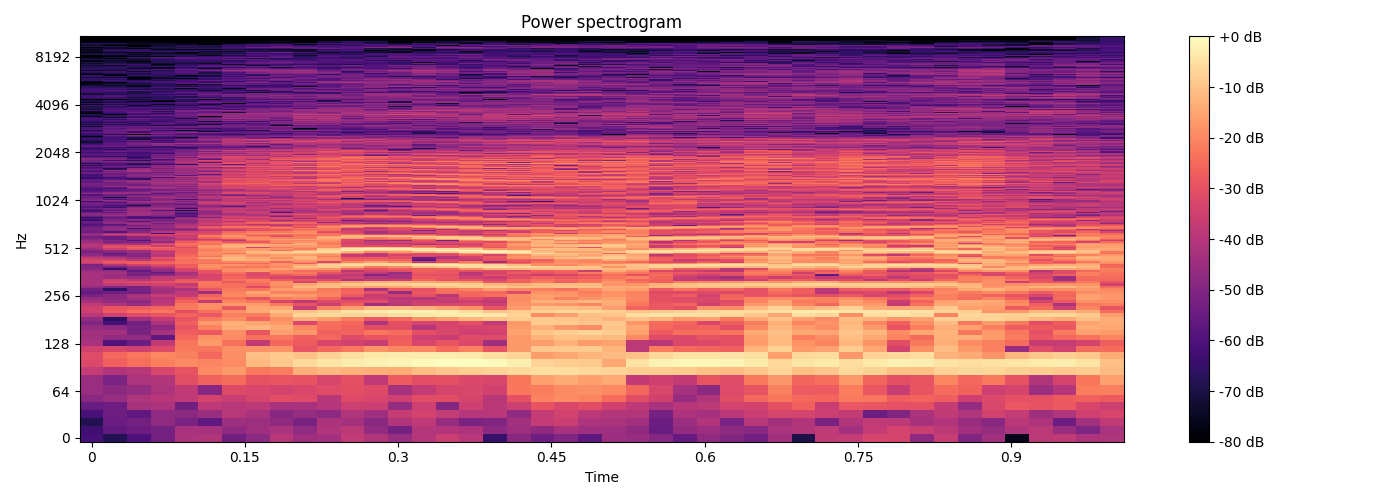 Power spectrogram
8192
4096
2048
1024
512
256
128
64
0
Hz
0 0.15 0.3 0.45 0.6 0.75 0.9
Time
+0 dB
-10 dB
-20 dB
-30 dB
-40 dB
-50 dB
-60 dB
-70 dB
-80 dB